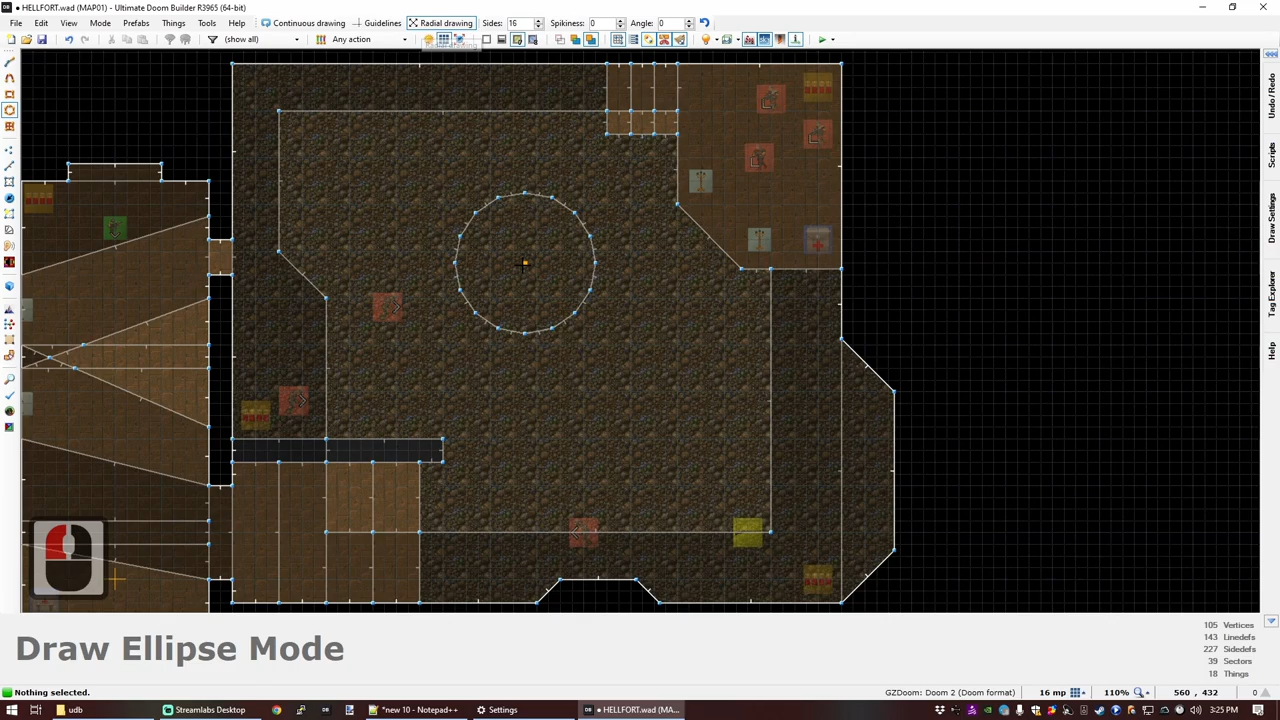 HELLFORT.wad (MAP01) - Ultimate Doom Builder R3965 (64-bit)
File Edit View Mode Prefabs Things Tools Help Continuous drawing Guidelines Radial drawing Sides: 16 Spikiness: 0 Angle: 0
(show all) Any action
Radial drawing
Undo / Redo
Scripts
Draw Settings
Map Explorer
Help
Draw Ellipse Mode
105 Vertices
143 Linedefs
227 Sidedefs
39 Sectors
18 Things
Nothing selected. GZDoom: Doom 2 (Doom format) 16 mp 110% 560 , 432 0
udb Streamlabs Desktop *new 10 - Notepad++ Settings HELLFORT.wad (MA... 3:25 PM